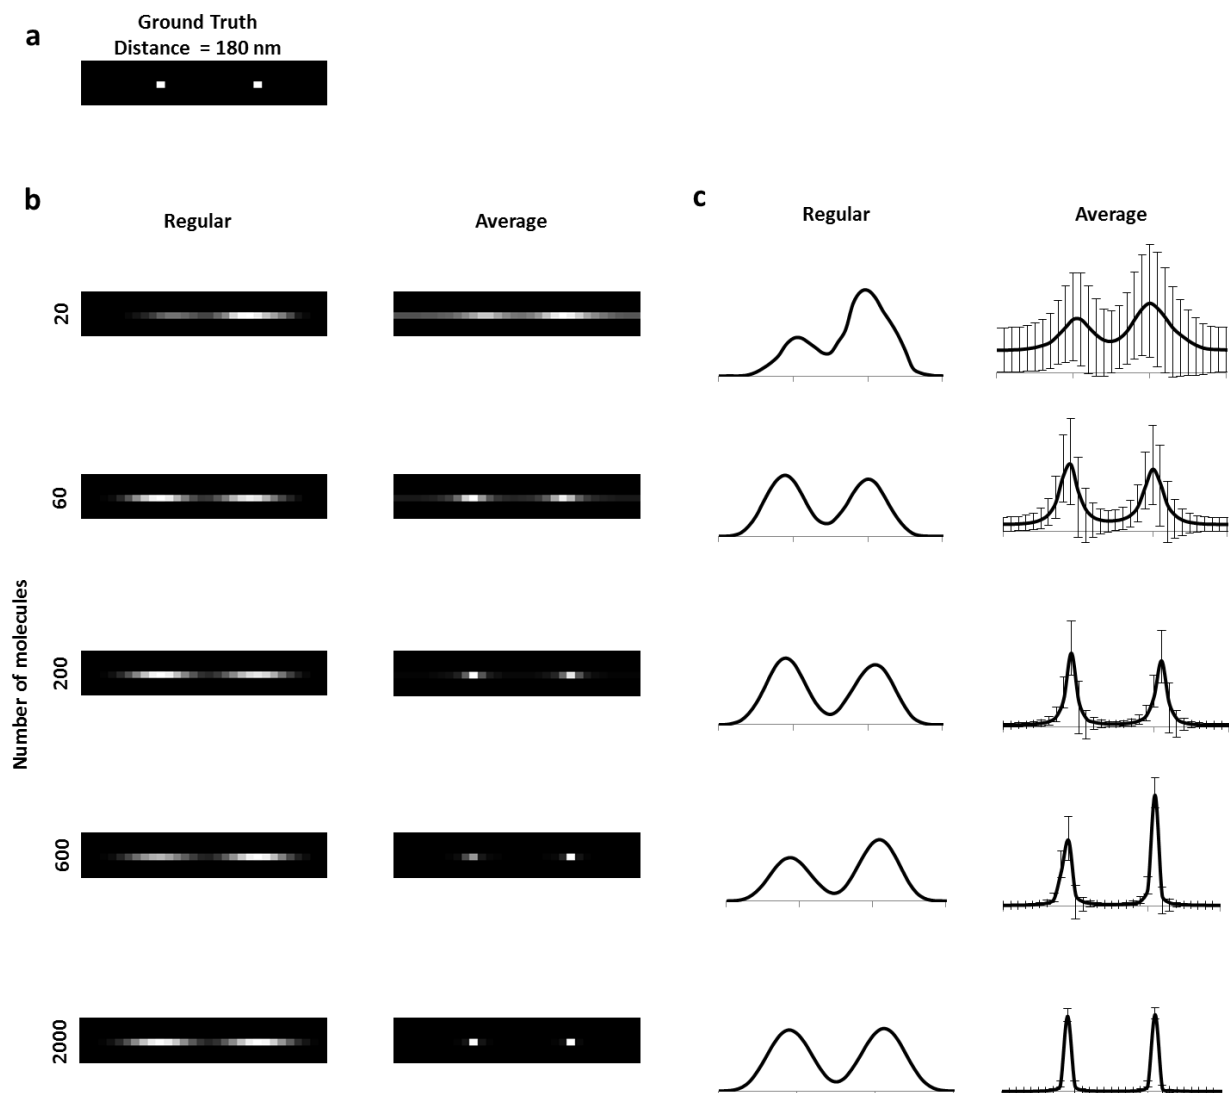 a
Ground Truth
Distance = 180 nm
b
Regular
Average
c
Regular
Average
Number of molecules
20
60
200
600
2000